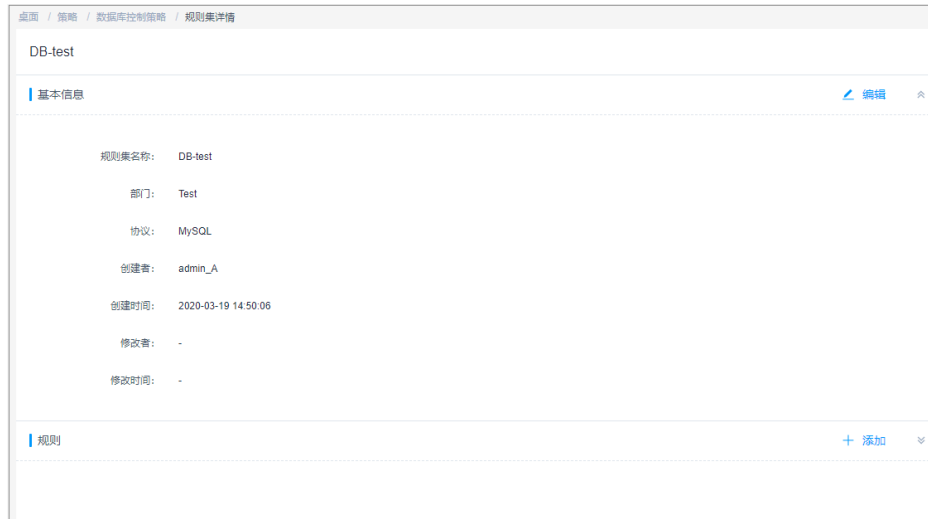 桌面 / 策略 / 数据库控制策略 / 规则集详情
DB-test
基本信息 编辑
规则集名称： DB-test
部门： Test
协议： MySQL
创建者： admin_A
创建时间： 2020-03-19 14:50:06
修改者： -
修改时间： -
规则 添加